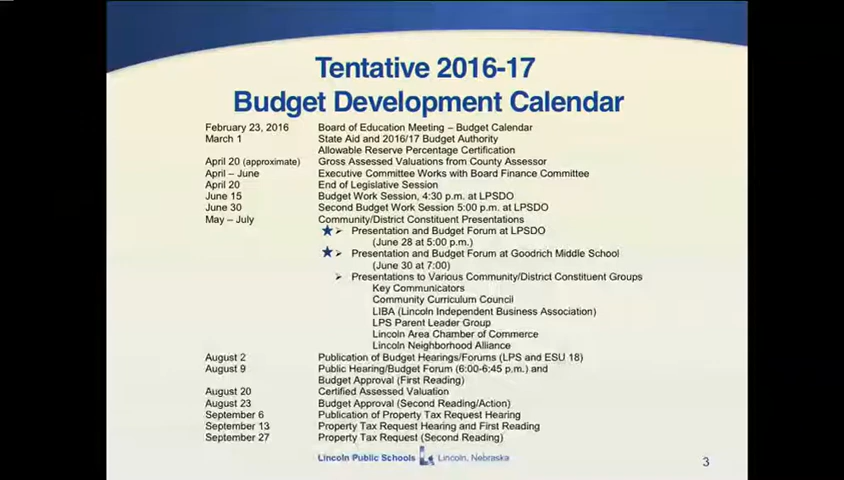 Tentative 2016-17
Budget Development Calendar
February 23, 2016 Board of Education Meeting – Budget Calendar
March 1 State Aid and 2016/17 Budget Authority
Allowable Reserve Percentage Certification
April 20 (approximate) Gross Assessed Valuations from County Assessor
April – June Executive Committee Works with Board Finance Committee
April 20 End of Legislative Session
June 15 Budget Work Session, 4:30 p.m. at LPSDO
June 30 Second Budget Work Session 5:00 p.m. at LPSDO
May – July Community/District Constituent Presentations
★ ➢ Presentation and Budget Forum at LPSDO
(June 28 at 5:00 p.m.)
★ ➢ Presentation and Budget Forum at Goodrich Middle School
(June 30 at 7:00)
➢ Presentations to Various Community/District Constituent Groups
Key Communicators
Community Curriculum Council
LIBA (Lincoln Independent Business Association)
LPS Parent Leader Group
Lincoln Area Chamber of Commerce
Lincoln Neighborhood Alliance
August 2 Publication of Budget Hearings/Forums (LPS and ESU 18)
August 9 Public Hearing/Budget Forum (6:00-6:45 p.m.) and
Budget Approval (First Reading)
August 20 Certified Assessed Valuation
August 23 Budget Approval (Second Reading/Action)
September 6 Publication of Property Tax Request Hearing
September 13 Property Tax Request Hearing and First Reading
September 27 Property Tax Request (Second Reading)
Lincoln Public Schools Lincoln, Nebraska
3